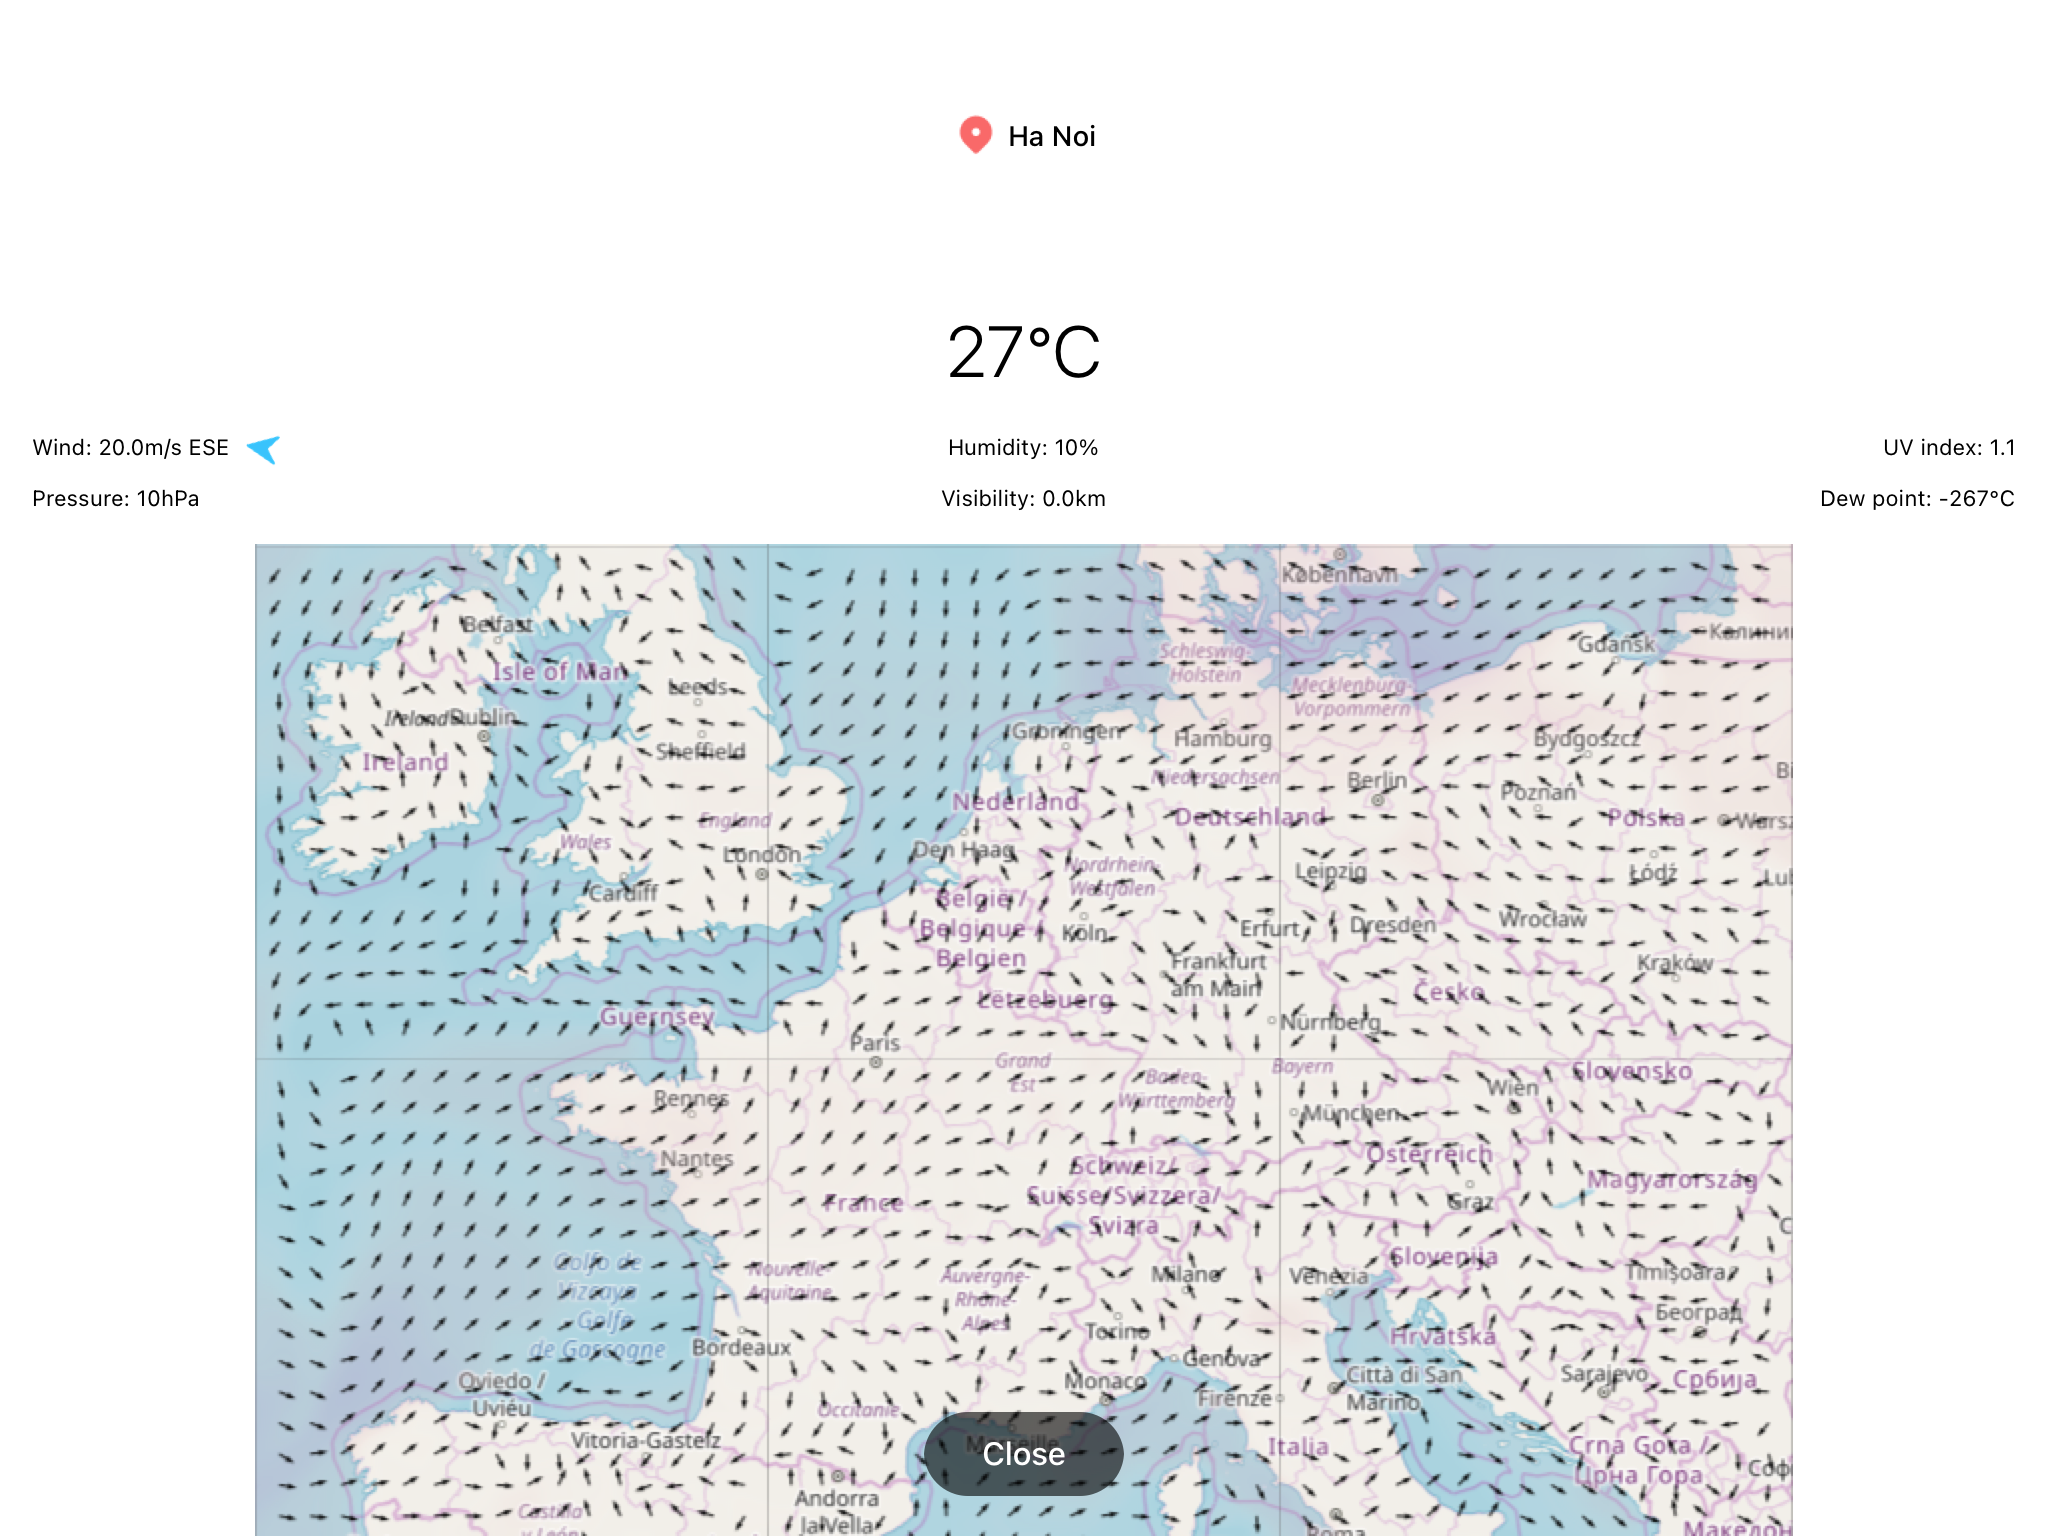 Ha Noi
27°C
Wind: 20.0m/s ESE
Humidity: 10%
UV index: 1.1
Pressure: 10hPa
Visibility: 0.0km
Dew point: -267°C
København
Belfast
Gdańsk
Schleswig-
Holstein
Isle of Man
Leeds
Mecklenburg-
Vorpommern
Ireland
Dublin
Groningen
Hamburg
Bydgoszcz
Sheffield
Ireland
Niedersachsen
Berlin
Poznań
Nederland
Deutschland
Polska
England
Wales
London
Den Haag
Nordrhein-
Westfalen
Leipzig
Łódź
Cardiff
België /
Belgique /
Belgien
Köln
Erfurt
Dresden
Wrocław
Frankfurt
am Main
Kraków
Lëtzebuerg
Česko
Guernsey
Nürnberg
Paris
Grand
Est
Bayern
Baden-
Württemberg
Slovensko
Wien
Rennes
München
Nantes
Österreich
Schweiz/
Suisse/Svizzera/
Svizra
Magyarország
France
Graz
Golfo de
Vizcaya
Golfe
de Gascogne
Nouvelle-
Aquitaine
Auvergne-
Rhône-
Alpes
Milano
Venezia
Slovenija
Timișoara
Београд
Torino
Hrvatska
Bordeaux
Genova
Monaco
Città di San
Marino
Sarajevo
Србија
Oviedo /
Uviéu
Firenze
Occitanie
Vitoria-Gasteiz
Marseille
Close
Italia
Crna Gora /
Црна Гора
Andorra
la Vella
Castilla
y León
Roma